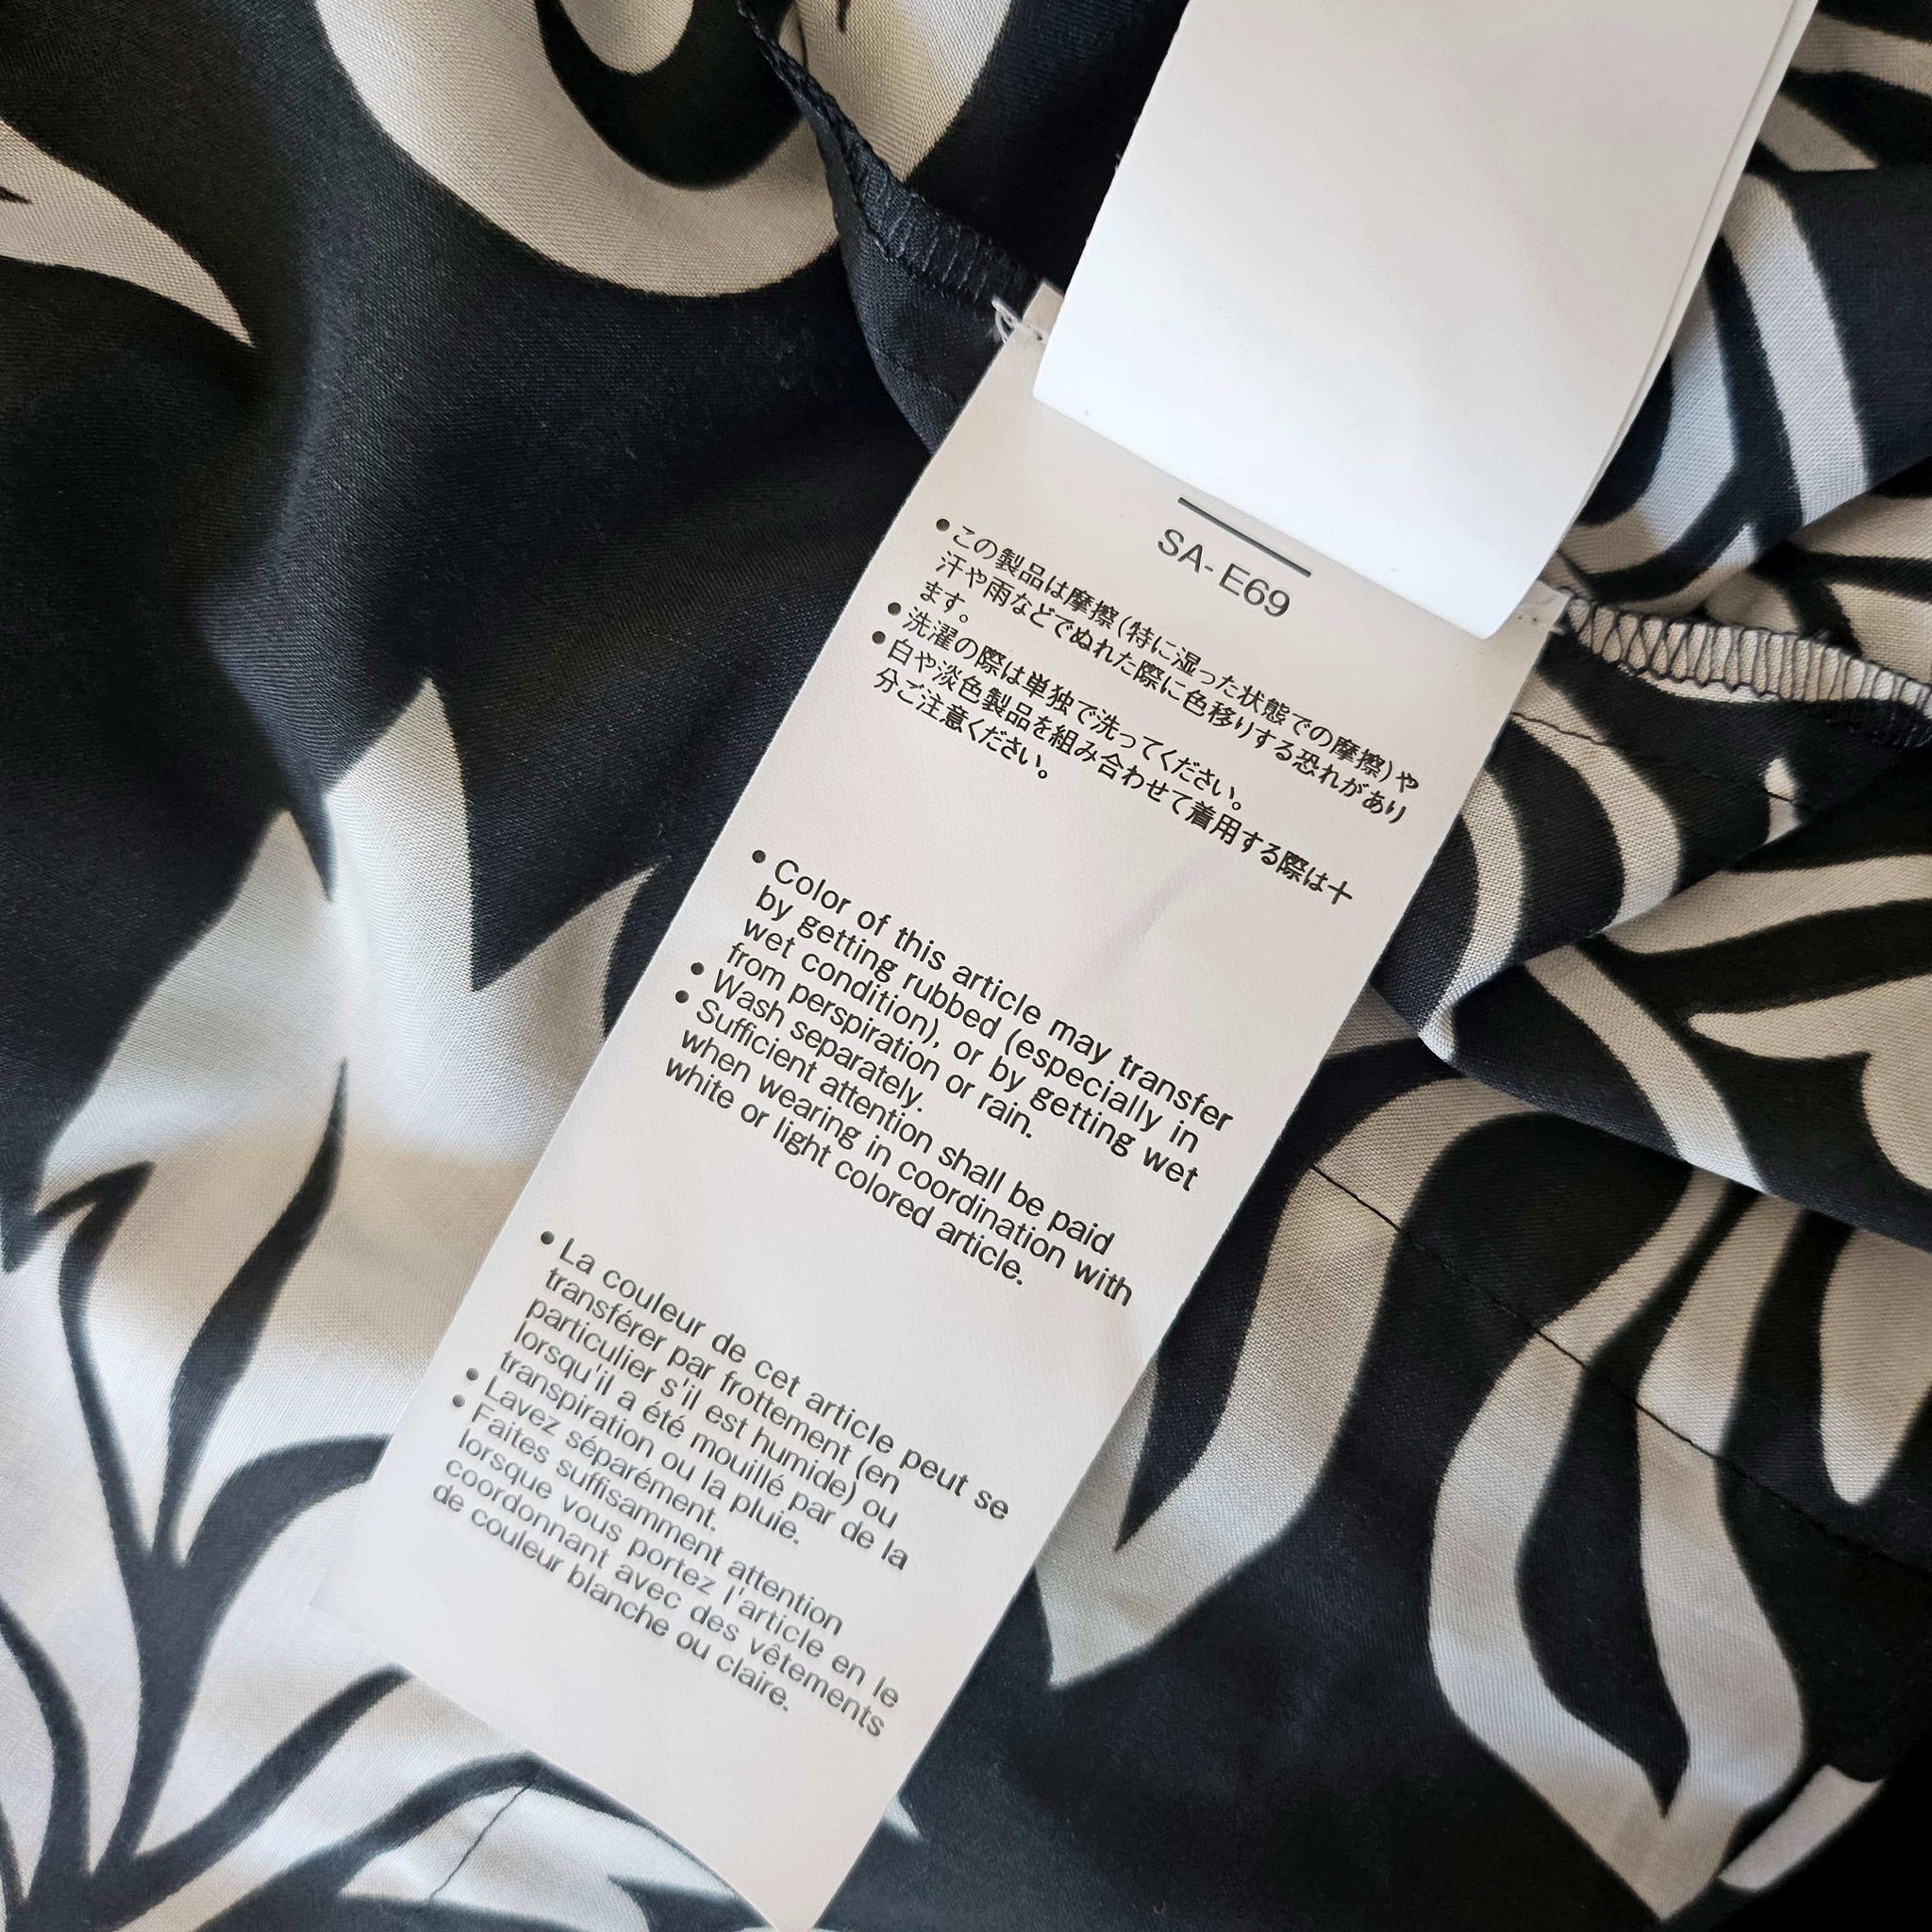 SA-E69
●この製品は摩擦(特に湿った状態での摩擦)や
汗や雨などでぬれた際に色移りする恐れがあり
ます。
●洗濯の際は単独で洗ってください。
●白や淡色製品を組み合わせて着用する際は十
分ご注意ください。
●Color of this article may transfer
by getting rubbed (especially in
wet condition), or by getting wet
from perspiration or rain.
●Wash separately.
●Sufficient attention shall be paid
when wearing in coordination with
white or light colored article.
●La couleur de cet article peut se
transférer par frottement (en
particulier s'il est humide) ou
lorsqu'il a été mouillé par de la
transpiration ou la pluie.
●Lavez séparément.
●Faites suffisamment attention
lorsque vous portez l'article en le
coordonnant avec des vêtements
de couleur blanche ou claire.